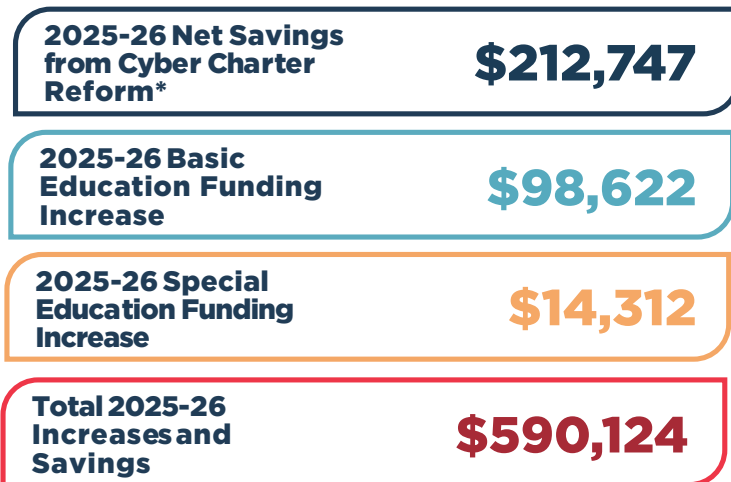 2025-26 Net Savings
from Cyber Charter
Reform*
$212,747
2025-26 Basic
Education Funding
Increase
$98,622
2025-26 Special
Education Funding
Increase
$14,312
Total 2025-26
Increases and
Savings
$590,124